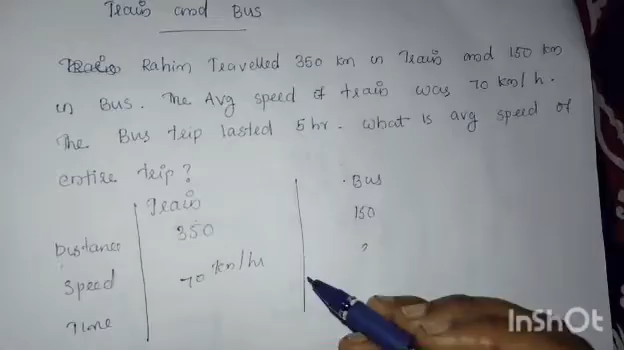 Train and Bus
Rahim Travelled 350 km in Train and 150 km
in Bus. The Avg speed of train was 70 km/h.
The Bus trip lasted 5 hr. What is avg speed of
entire trip?
Train Bus
Distance 350 150
Speed 70 km/hr ?
Time
InShOt